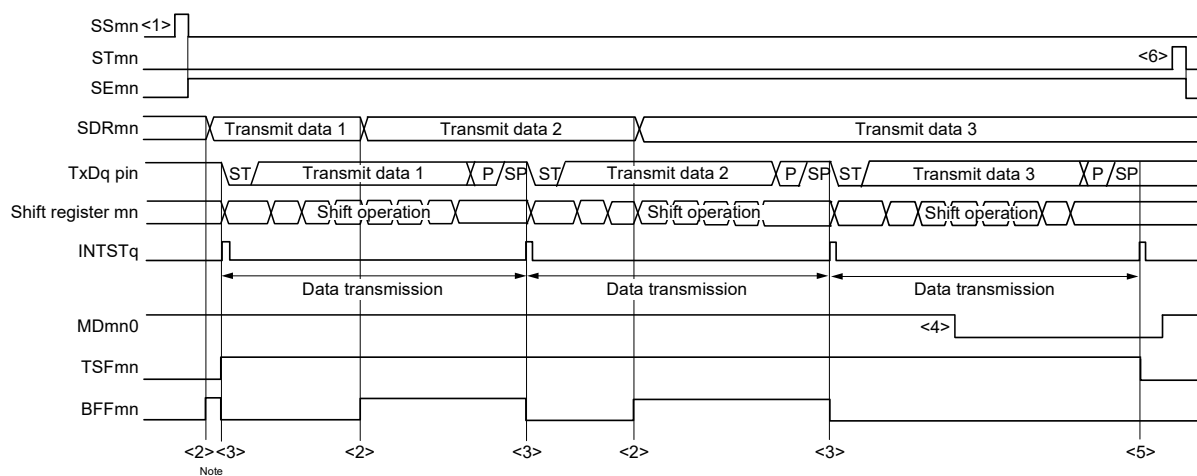 SSmn <1>
STmn <6>
SEmn
SDRmn Transmit data 1 Transmit data 2 Transmit data 3
TxDq pin ST Transmit data 1 P SP ST Transmit data 2 P SP ST Transmit data 3 P SP
Shift register mn Shift operation Shift operation Shift operation
INTSTq
Data transmission Data transmission Data transmission
MDmn0 <4>
TSFmn
BFFmn
<2> <3> <2> <3> <2> <3> <5>
Note